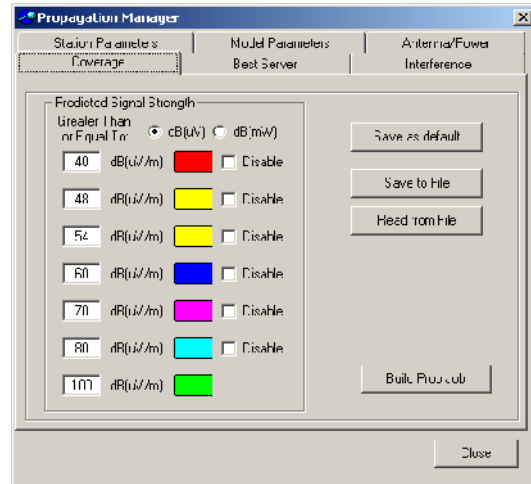 Propagation Manager
Station Parameters Model Parameters Antenna/Power
Coverage Best Server Interference
Predicted Signal Strength
Greater Than
or Equal To: dB(uV) dB(mW)
40 dB(uV/m) Disable
48 dB(uV/m) Disable
54 dB(uV/m) Disable
60 dB(uV/m) Disable
70 dB(uV/m) Disable
80 dB(uV/m) Disable
100 dB(uV/m)
Save as default
Save to File
Read from File
Build Prop Job
Close